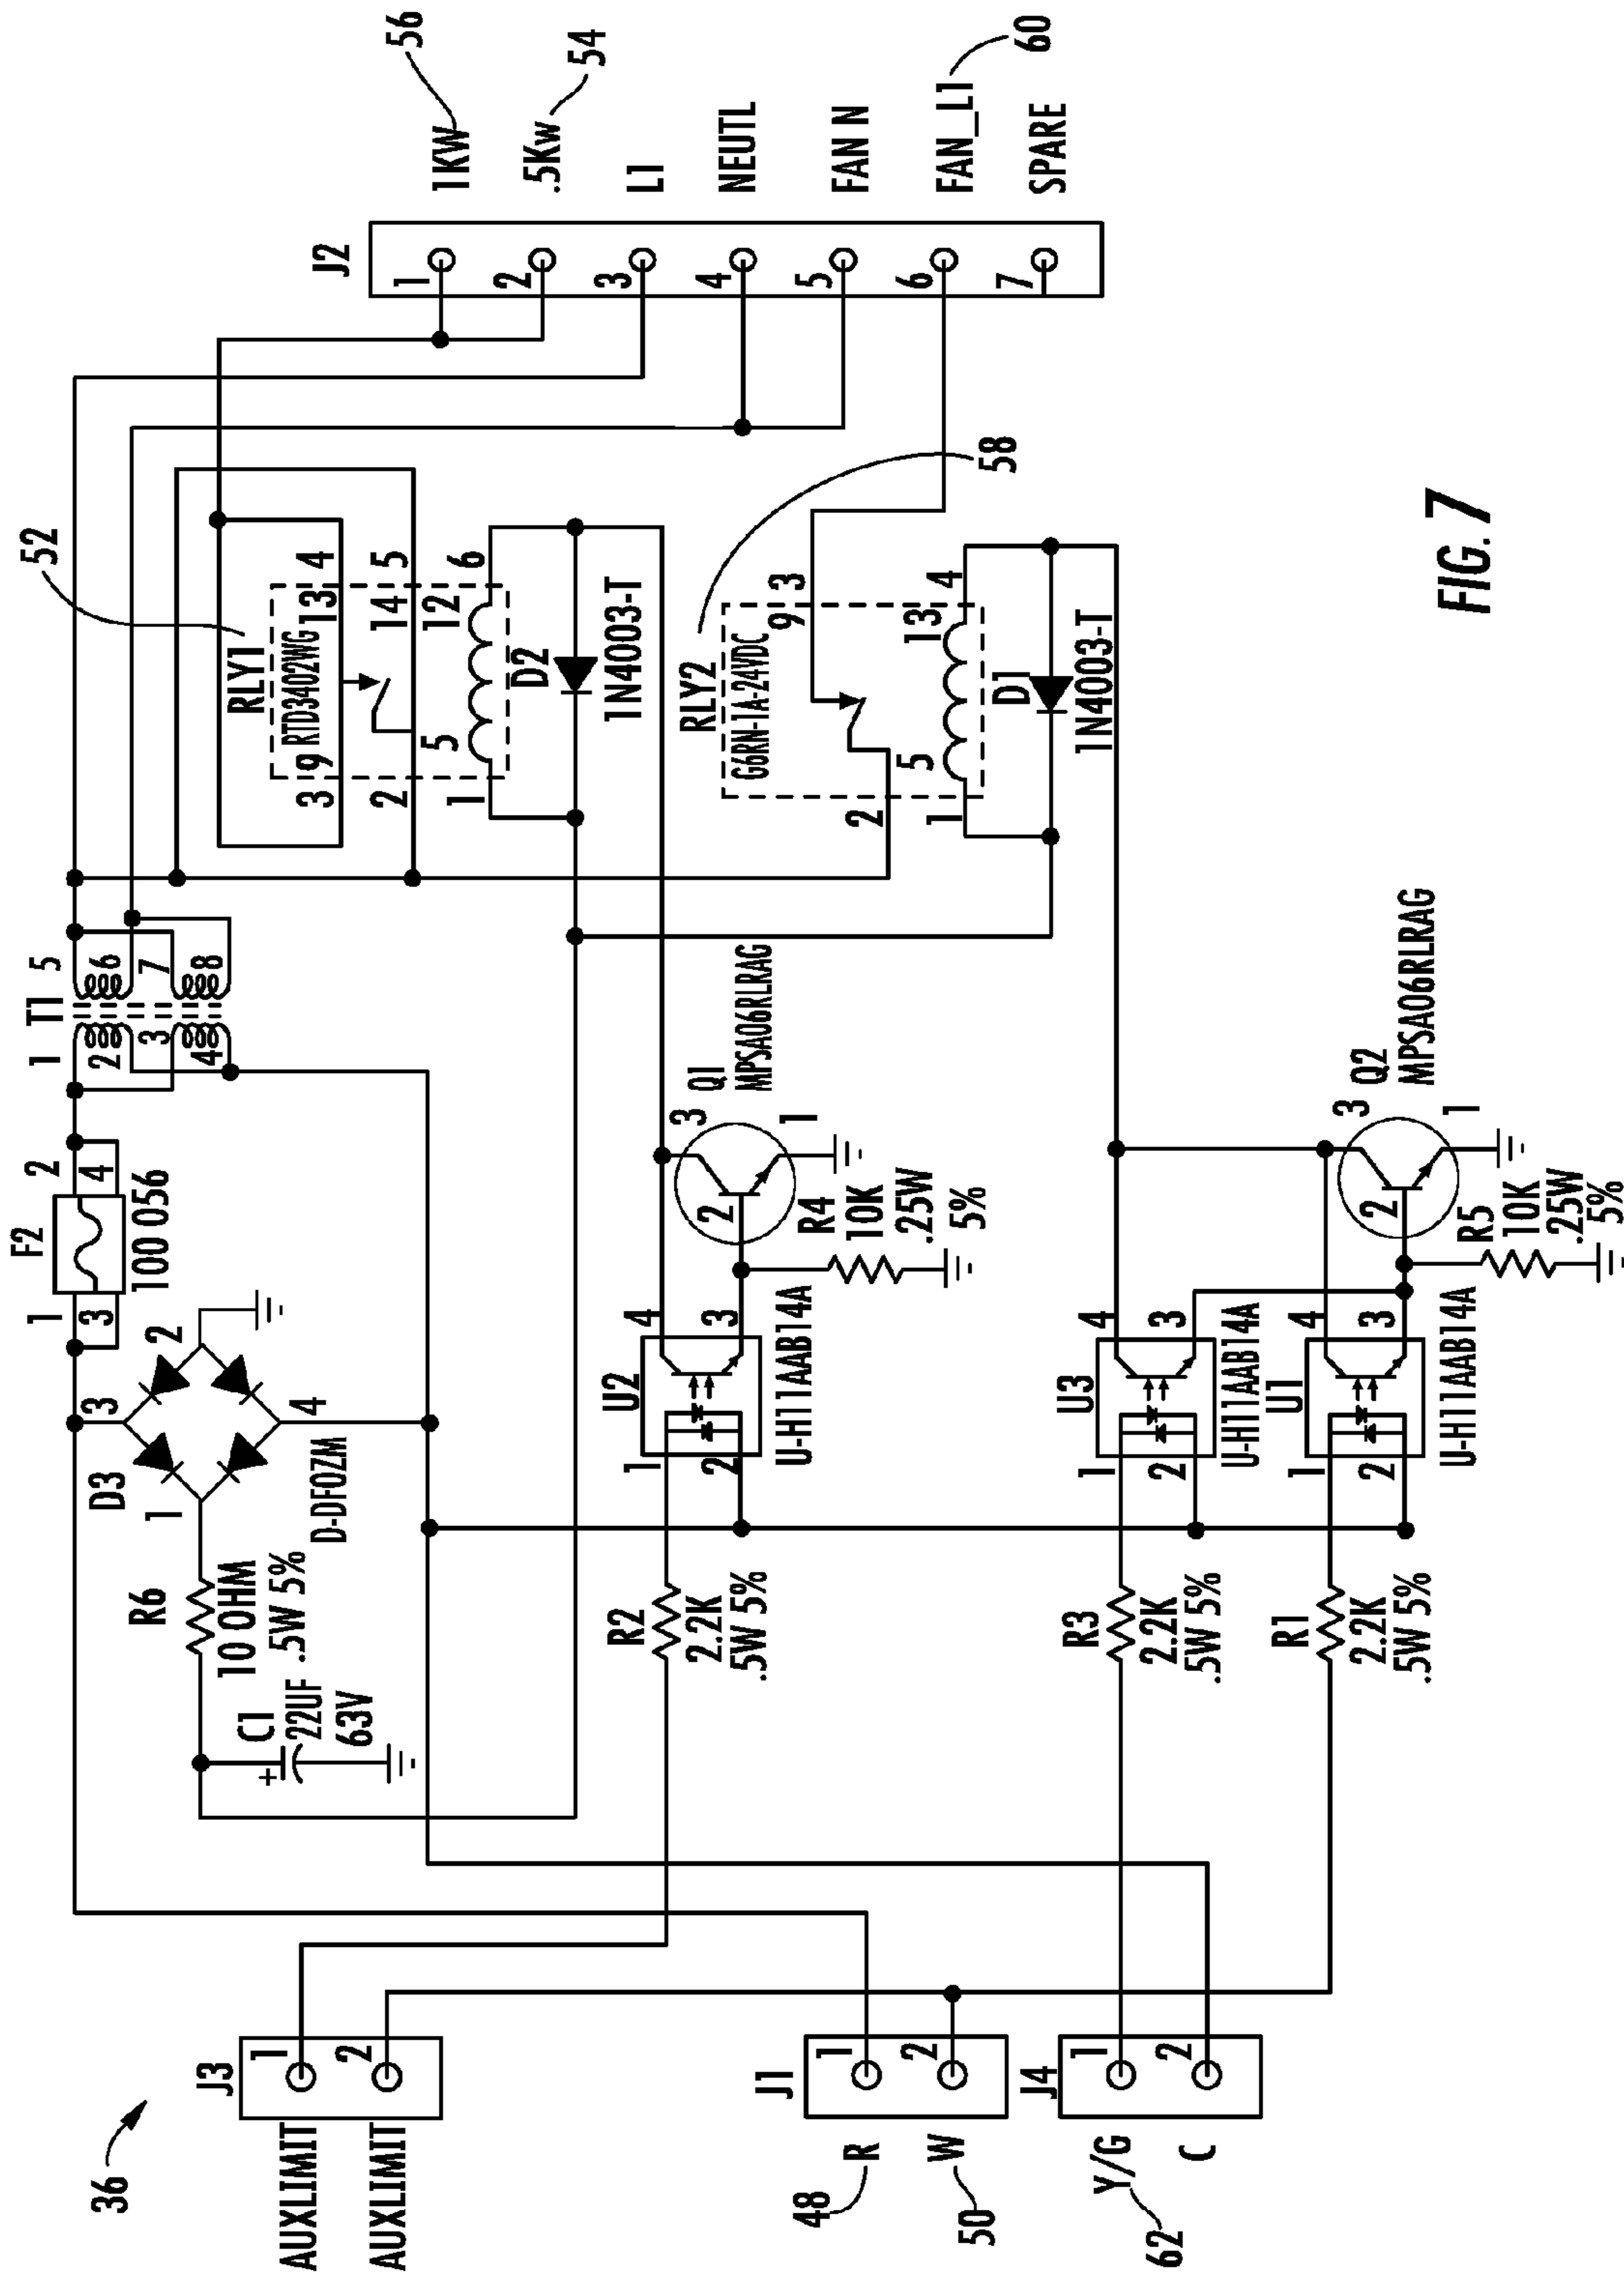 36
J3
AUXLIMIT 1
AUXLIMIT 2
J1
48 R 1
50 W 2
J4
62 Y/G 1
C 2
F2
1 2
3 4
100 056
T1
1 5
2 6
3 7
4 8
D3
3 2
1 4
D-DF0ZM
R6
10 OHM
.5W 5%
C1
+
22UF
63V
52
RLY1
RTD3402WG
3 9 13 4
2 14 5
1 5 12 6
D2
1N4003-T
58
RLY2
G6RN-1A-24VDC
9 3
2
1 5 13 4
D1
1N4003-T
R2
2.2K
.5W 5%
U2
1 4
2 3
U-H11AAB14A
Q1
MPSA06RLRAG
3
2
1
R4
10K
.25W
5%
R3
2.2K
.5W 5%
U3
1 4
2 3
U-H11AAB14A
R1
2.2K
.5W 5%
U1
1 4
2 3
U-H11AAB14A
Q2
MPSA06RLRAG
3
2
1
R5
10K
.25W
5%
J2
1 1KW 56
2 .5Kw 54
3 L1
4 NEUTL
5 FAN N
6 FAN_L1 60
7 SPARE
FIG. 7